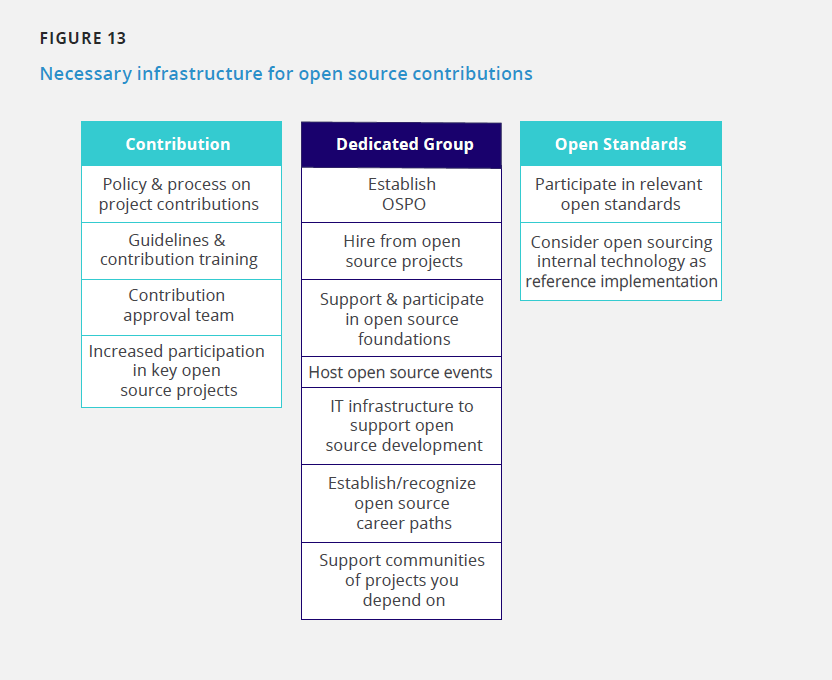 FIGURE 13
Necessary infrastructure for open source contributions
Contribution
Policy & process on
project contributions
Guidelines &
contribution training
Contribution
approval team
Increased participation
in key open
source projects
Dedicated Group
Establish
OSPO
Hire from open
source projects
Support & participate
in open source
foundations
Host open source events
IT infrastructure to
support open
source development
Establish/recognize
open source
career paths
Support communities
of projects you
depend on
Open Standards
Participate in relevant
open standards
Consider open sourcing
internal technology as
reference implementation